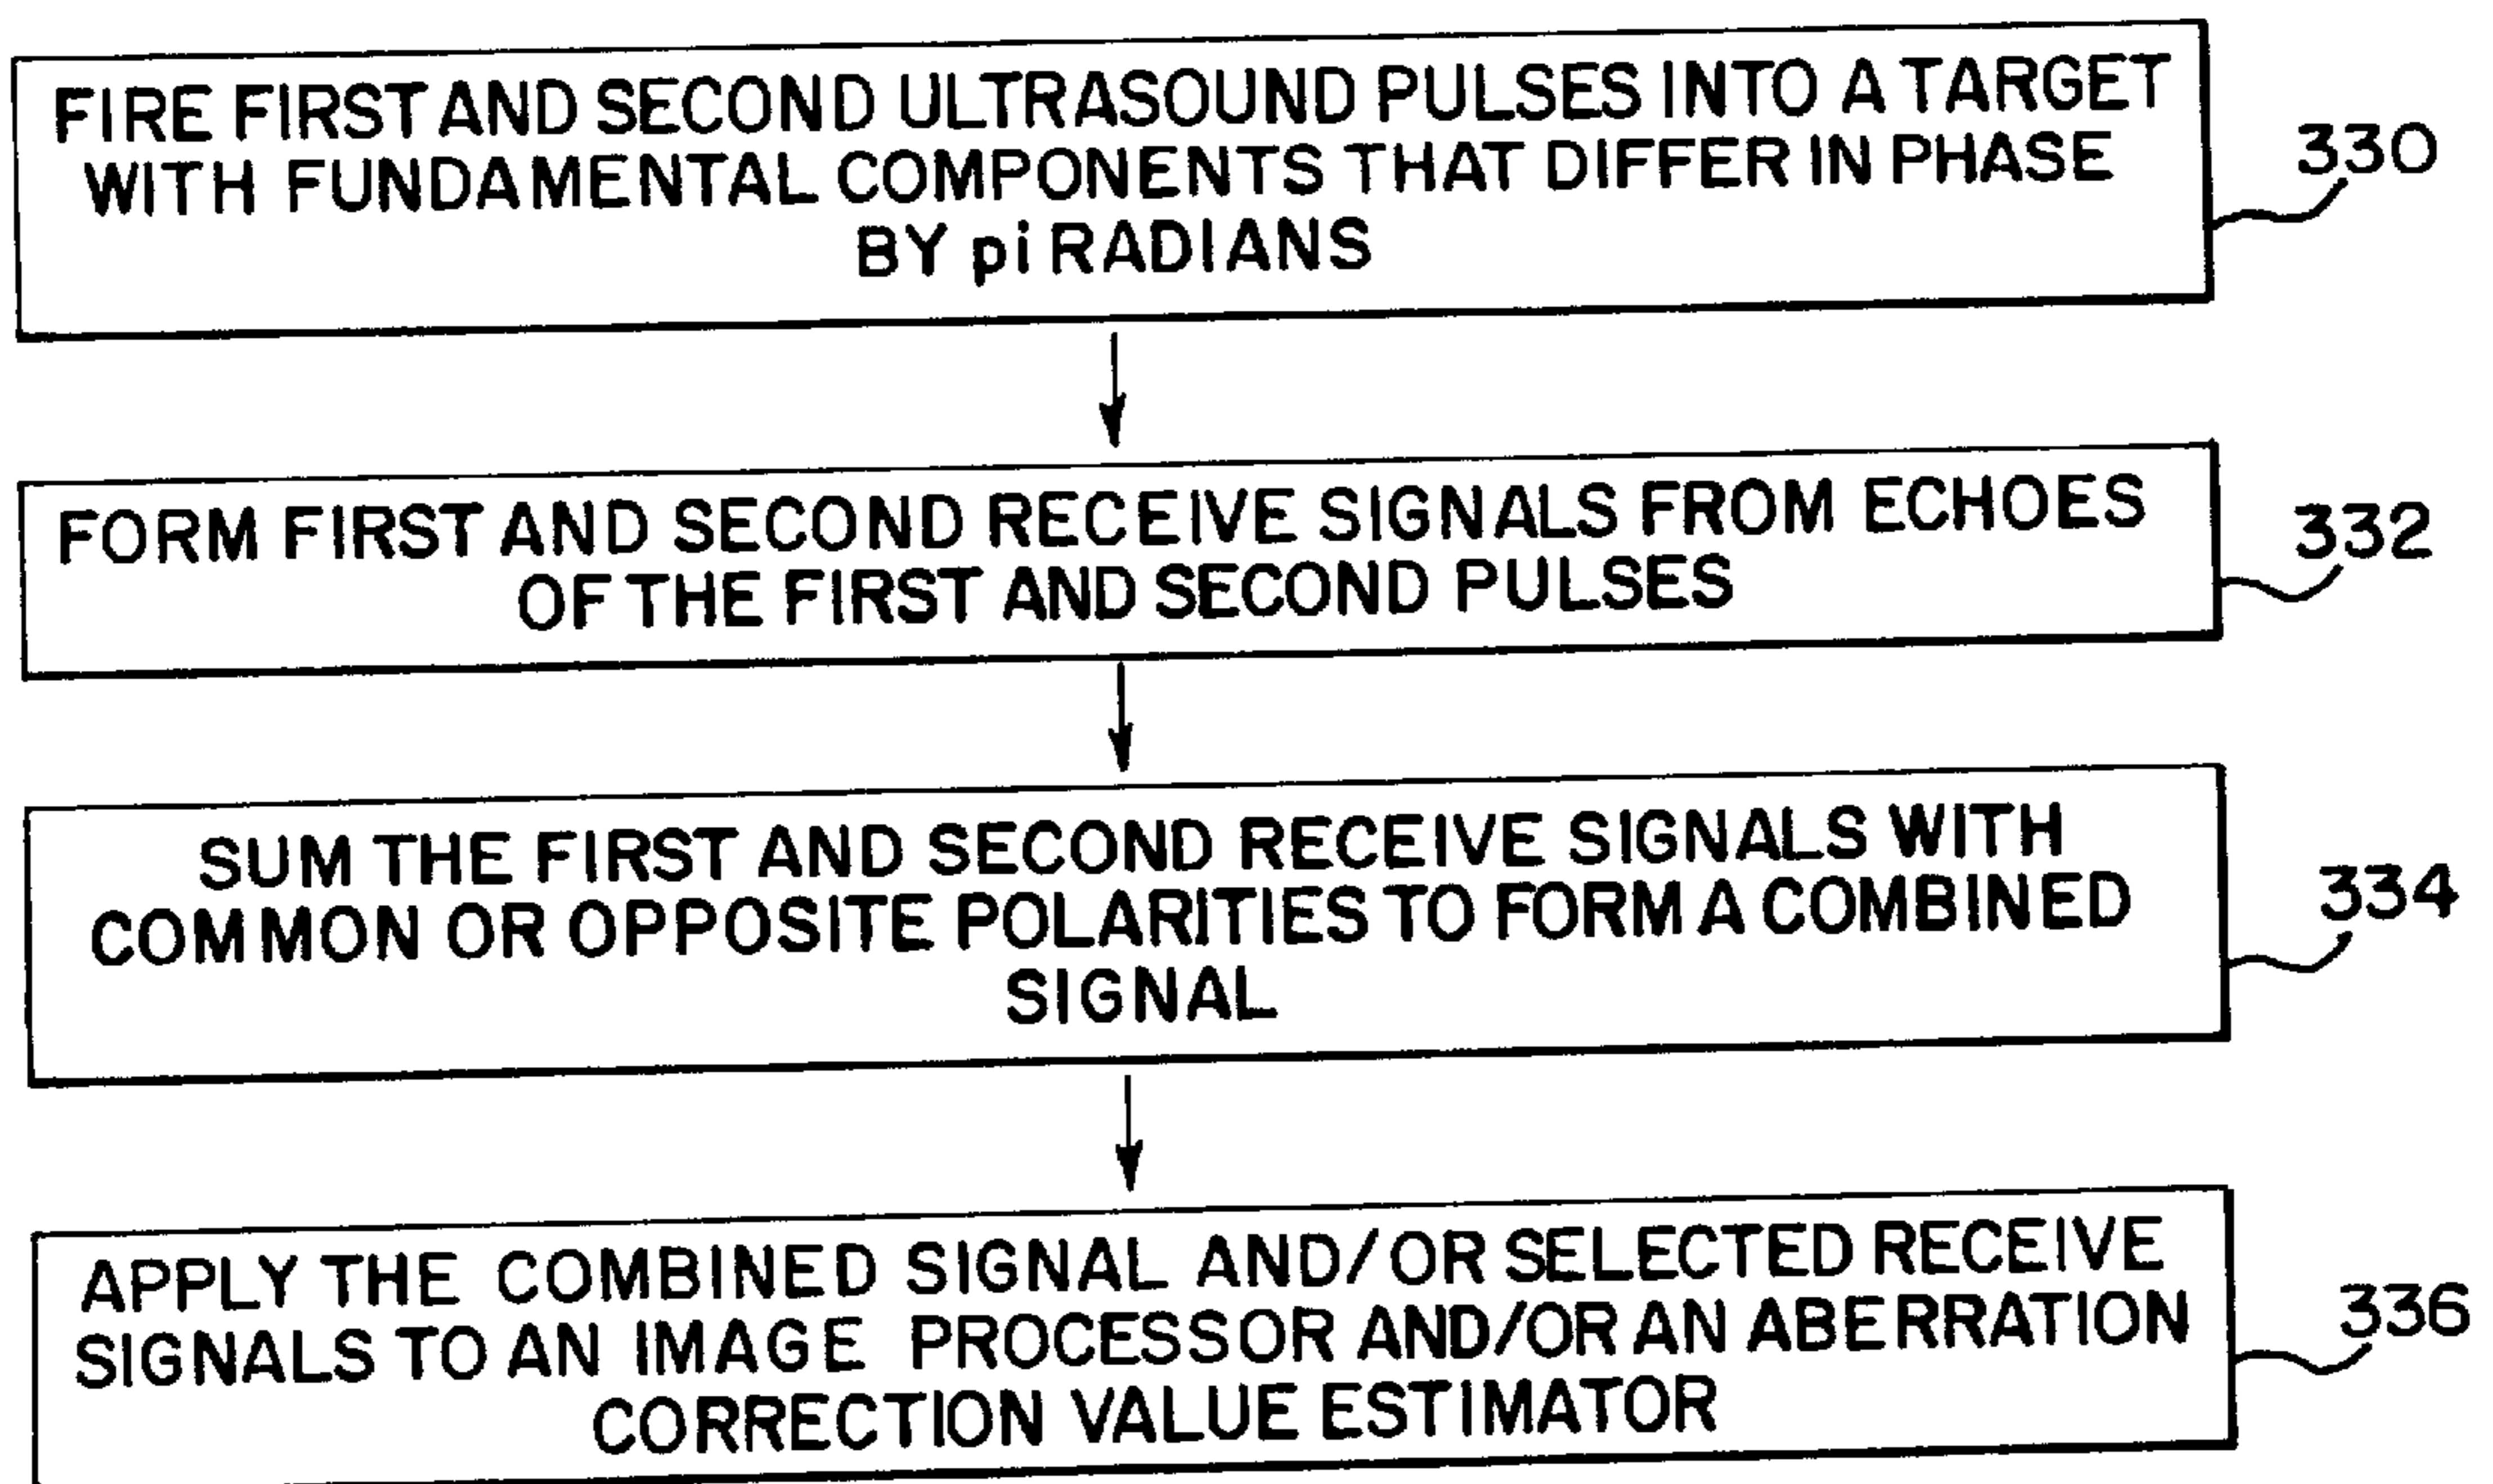 FIRE FIRST AND SECOND ULTRASOUND PULSES INTO A TARGET
WITH FUNDAMENTAL COMPONENTS THAT DIFFER IN PHASE
BY pi RADIANS
330
FORM FIRST AND SECOND RECEIVE SIGNALS FROM ECHOES
OF THE FIRST AND SECOND PULSES
332
SUM THE FIRST AND SECOND RECEIVE SIGNALS WITH
COMMON OR OPPOSITE POLARITIES TO FORM A COMBINED
SIGNAL
334
APPLY THE COMBINED SIGNAL AND/OR SELECTED RECEIVE
SIGNALS TO AN IMAGE PROCESSOR AND/OR AN ABERRATION
CORRECTION VALUE ESTIMATOR
336